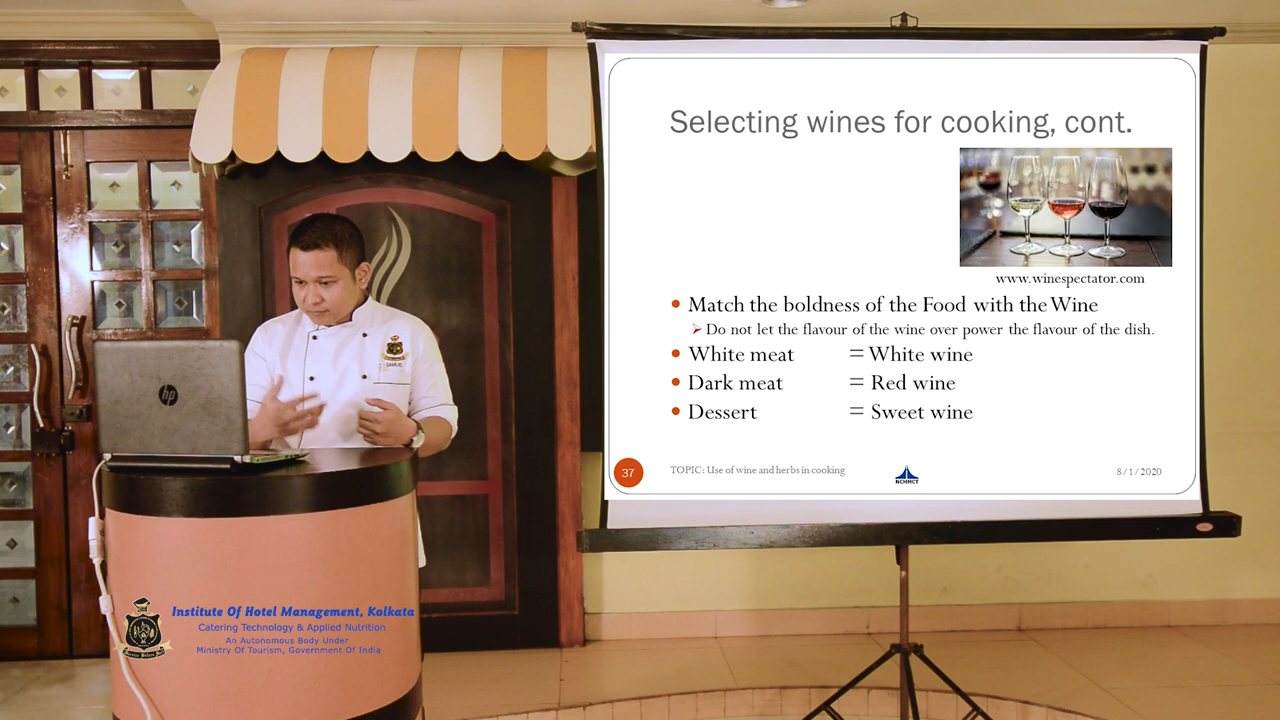 Selecting wines for cooking, cont.
www.winespectator.com
Match the boldness of the Food with the Wine
Do not let the flavour of the wine over power the flavour of the dish.
White meat = White wine
Dark meat = Red wine
Dessert = Sweet wine
37
TOPIC: Use of wine and herbs in cooking
NCHMCT
8/1/2020
hp
Institute Of Hotel Management, Kolkata
Catering Technology & Applied Nutrition
An Autonomous Body Under
Ministry Of Tourism, Government Of India